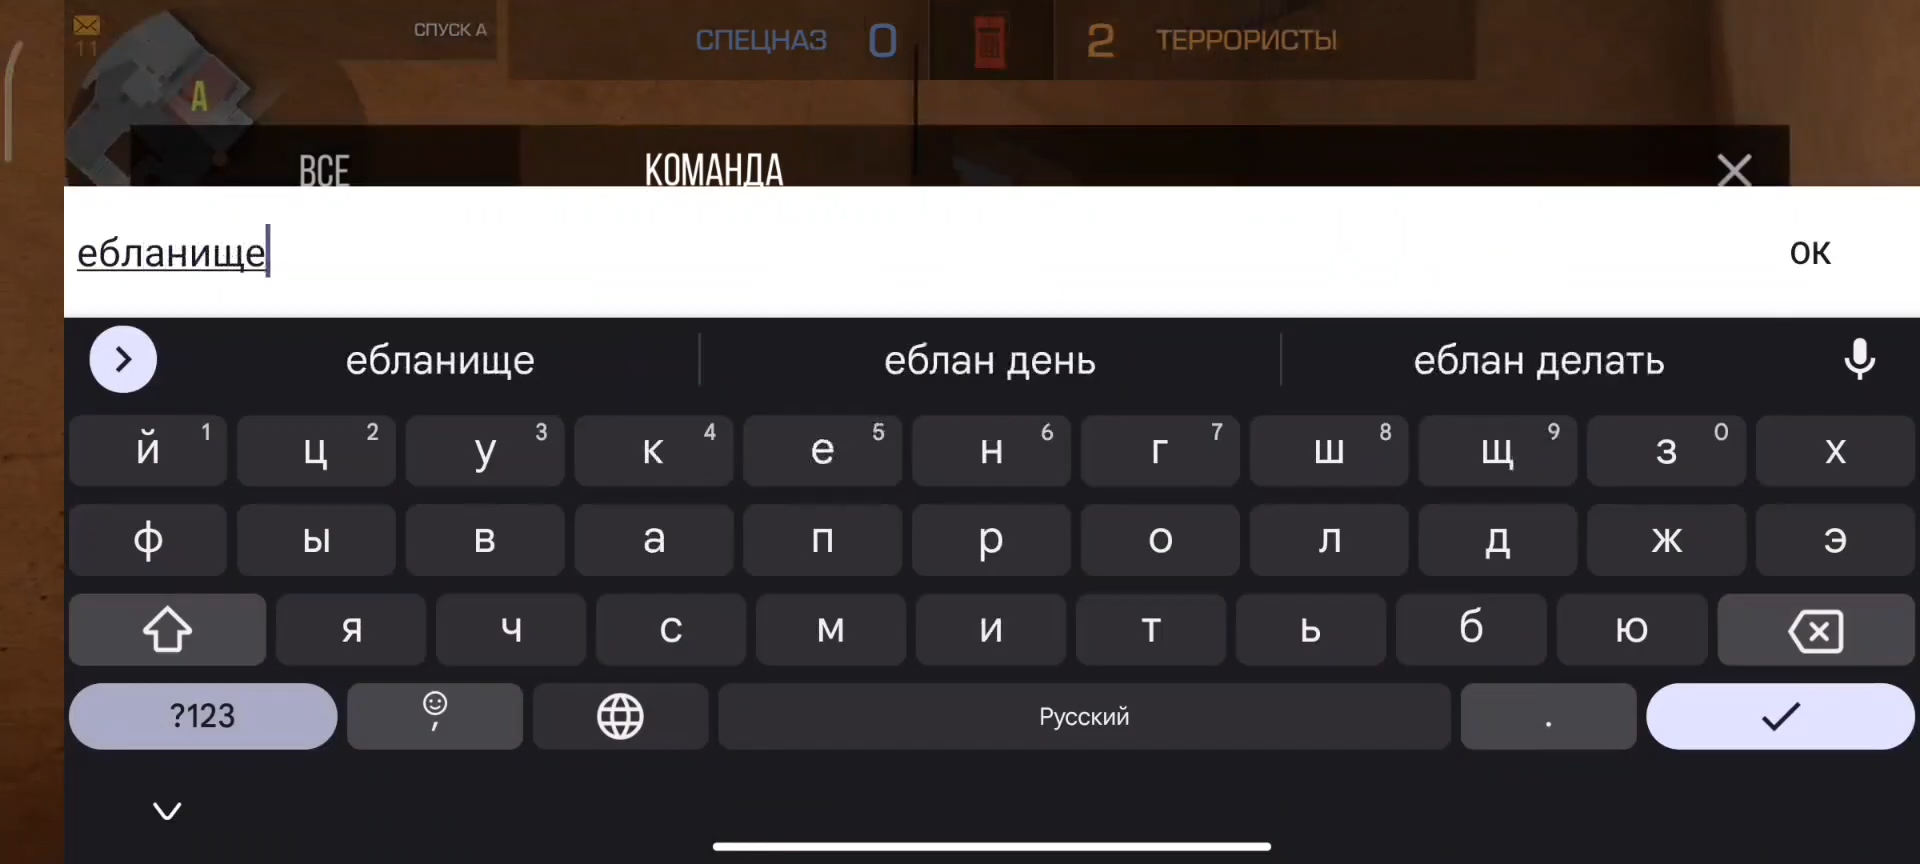 11
СПУСК А
СПЕЦНАЗ 0 2 ТЕРРОРИСТЫ
А
ВСЕ КОМАНДА
ебланище ОК
ебланище еблан день еблан делать
й 1 ц 2 у 3 к 4 е 5 н 6 г 7 ш 8 щ 9 з 0 х
ф ы в а п р о л д ж э
я ч с м и т ь б ю
?123 , Русский .